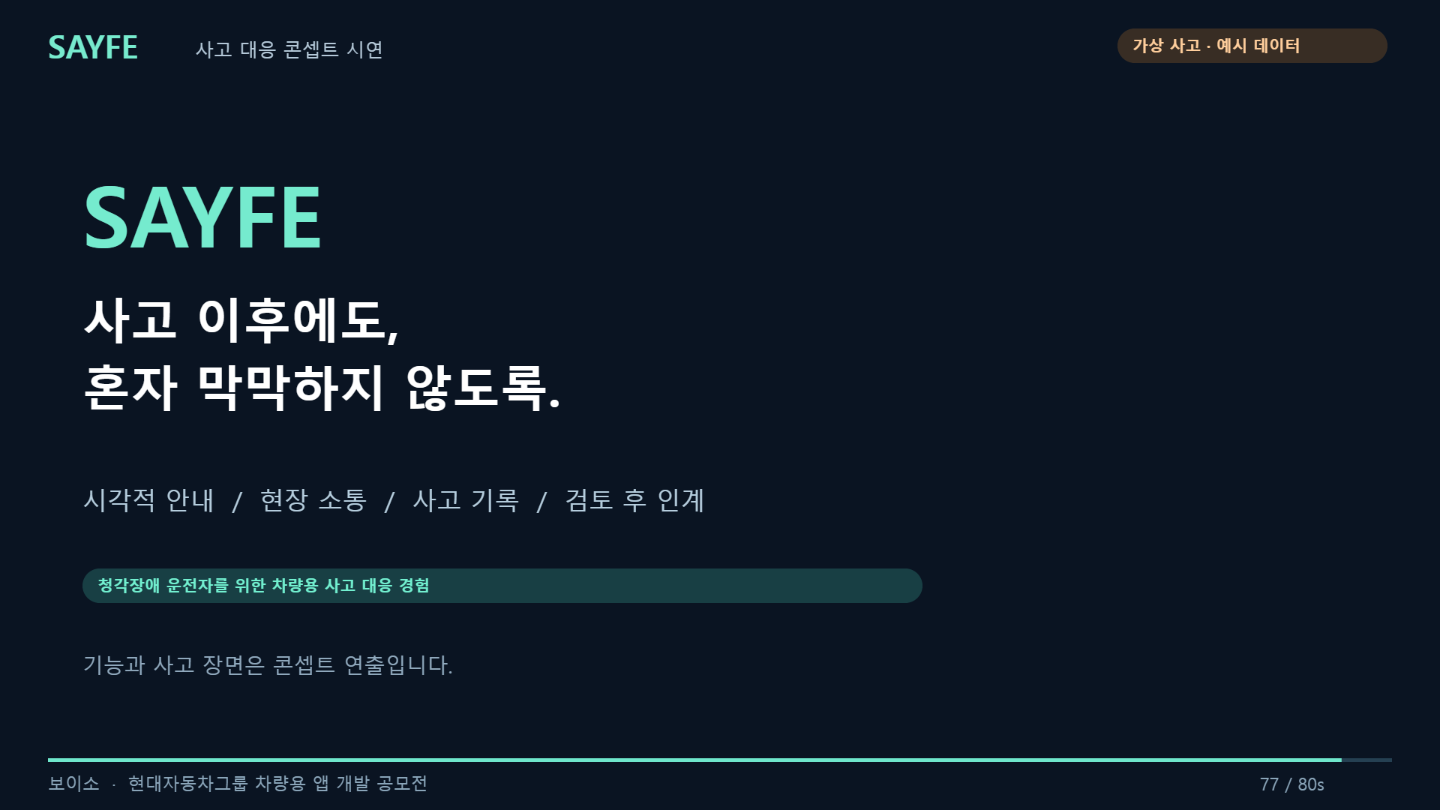 SAYFE 사고 대응 콘셉트 시연
가상 사고 · 예시 데이터
SAYFE
사고 이후에도,
혼자 막막하지 않도록.
시각적 안내 / 현장 소통 / 사고 기록 / 검토 후 인계
청각장애 운전자를 위한 차량용 사고 대응 경험
기능과 사고 장면은 콘셉트 연출입니다.
보이소 · 현대자동차그룹 차량용 앱 개발 공모전
77 / 80s